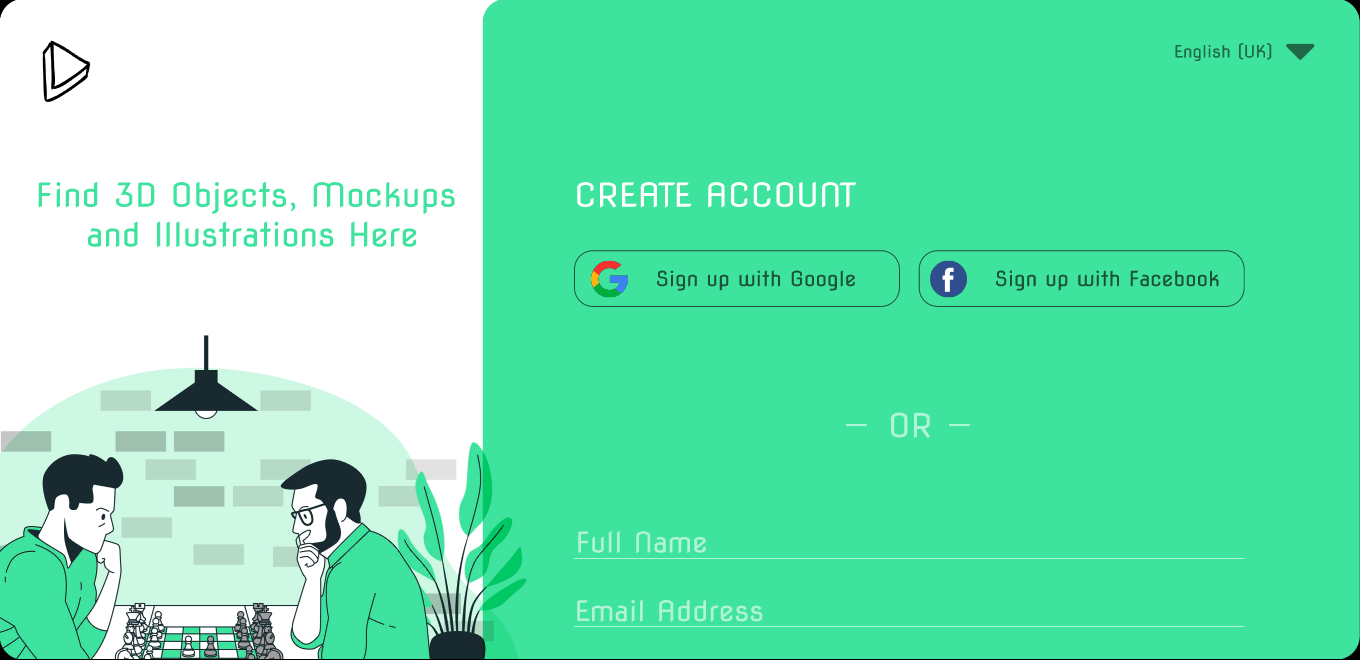 Find 3D Objects, Mockups
and Illustrations Here
English (UK)
CREATE ACCOUNT
Sign up with Google
Sign up with Facebook
— OR —
Full Name
Email Address